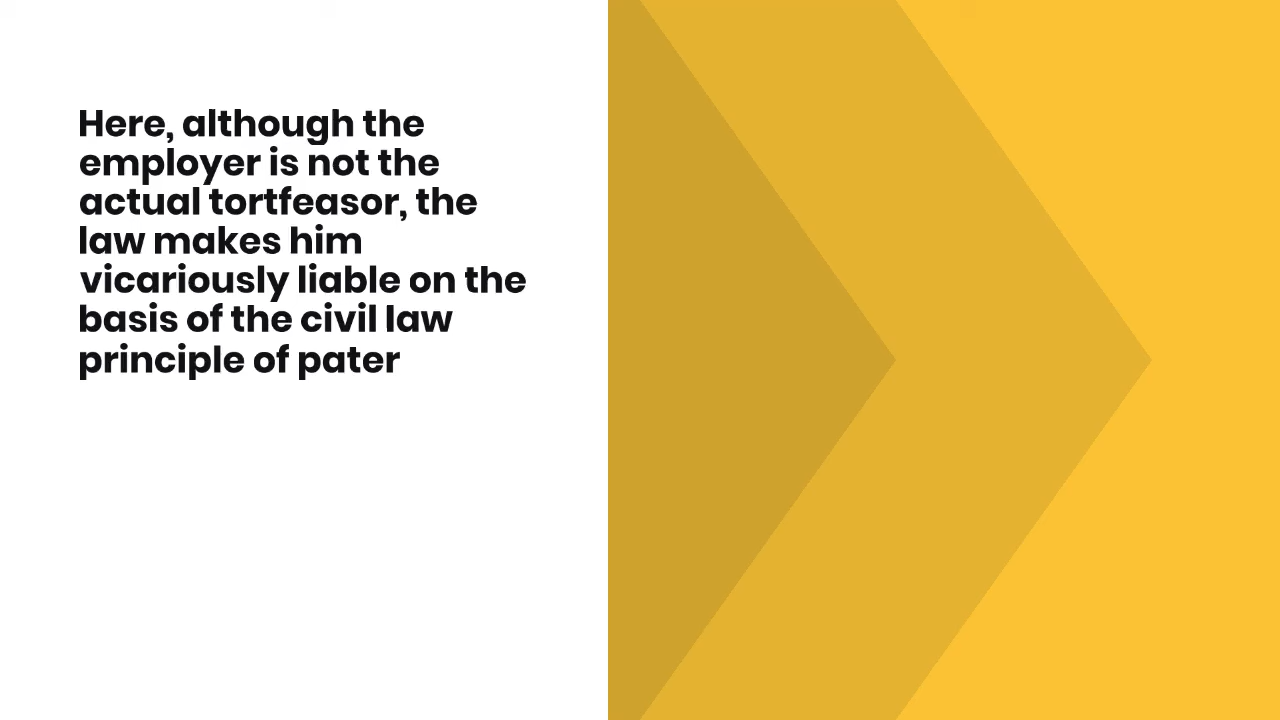 Here, although the
employer is not the
actual tortfeasor, the
law makes him
vicariously liable on the
basis of the civil law
principle of pater